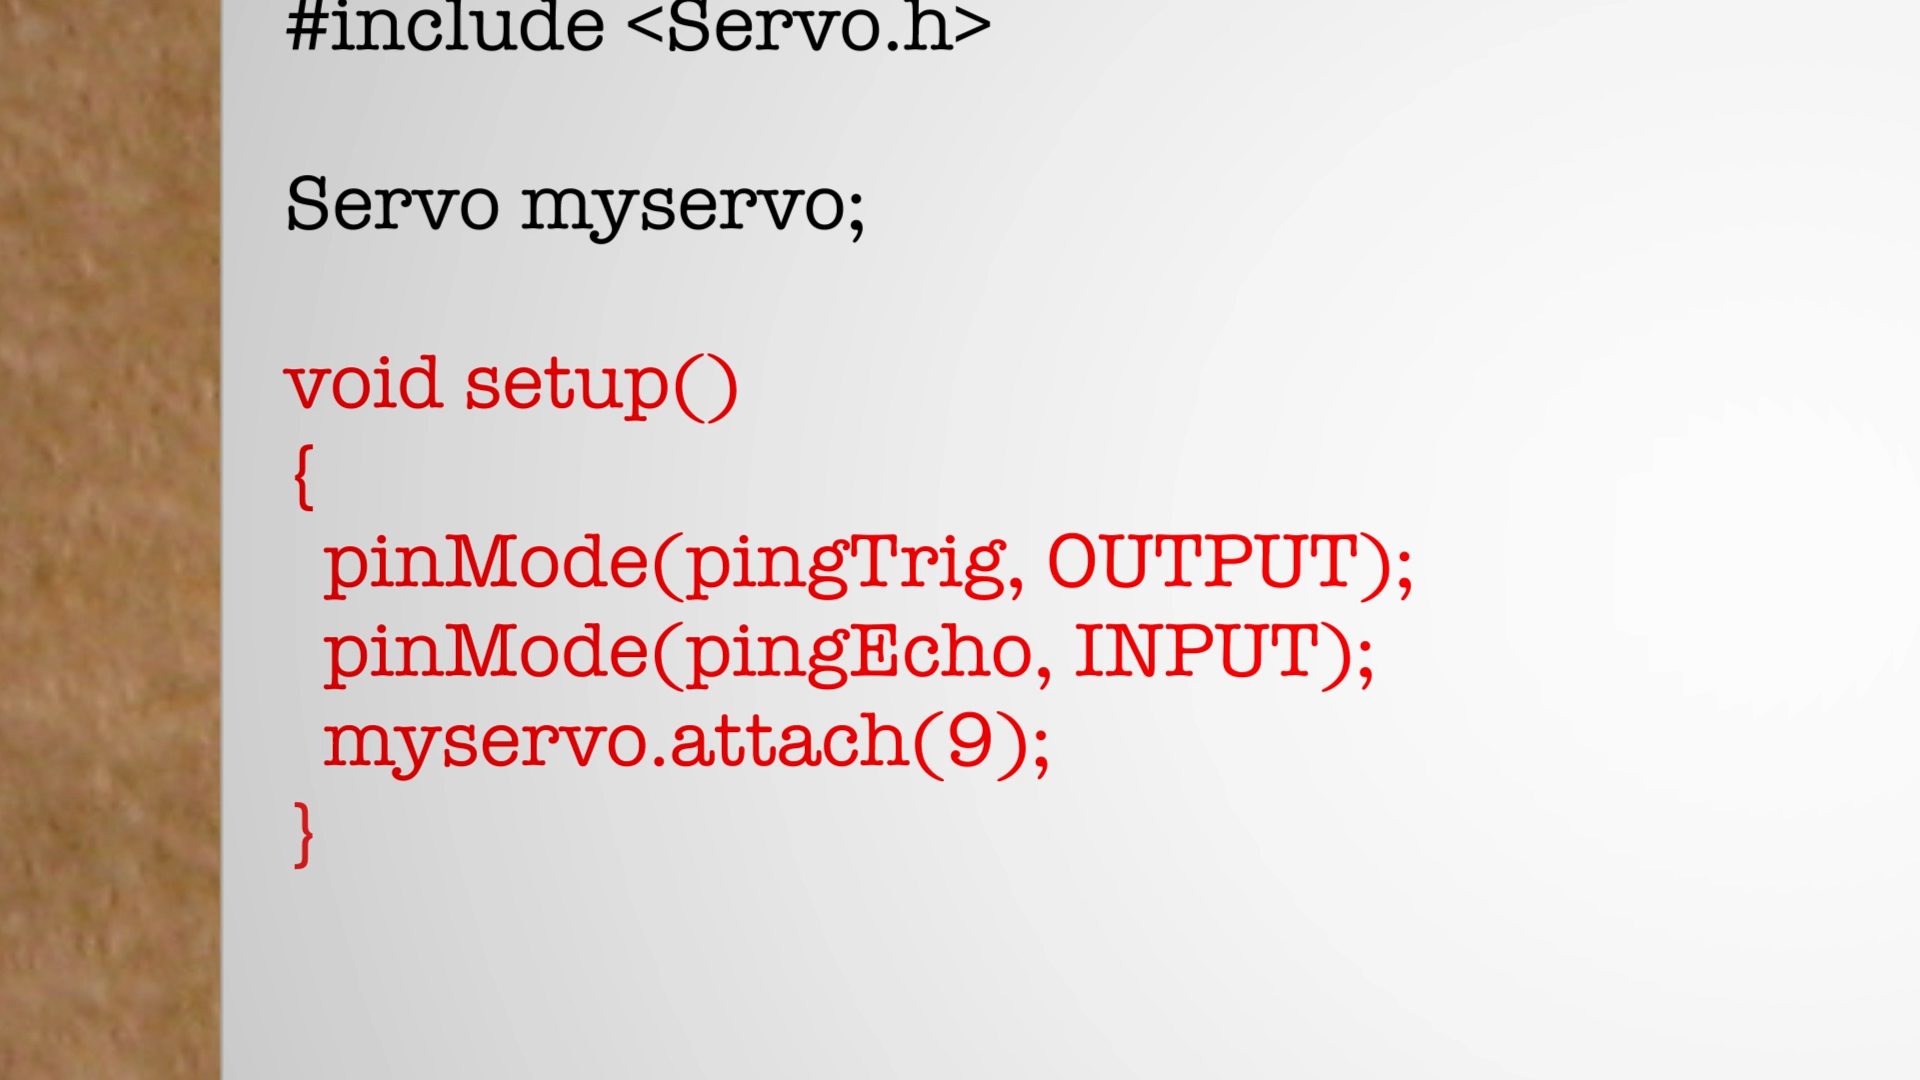 #include <Servo.h>
Servo myservo;
void setup()
{
pinMode(pingTrig, OUTPUT);
pinMode(pingEcho, INPUT);
myservo.attach(9);
}